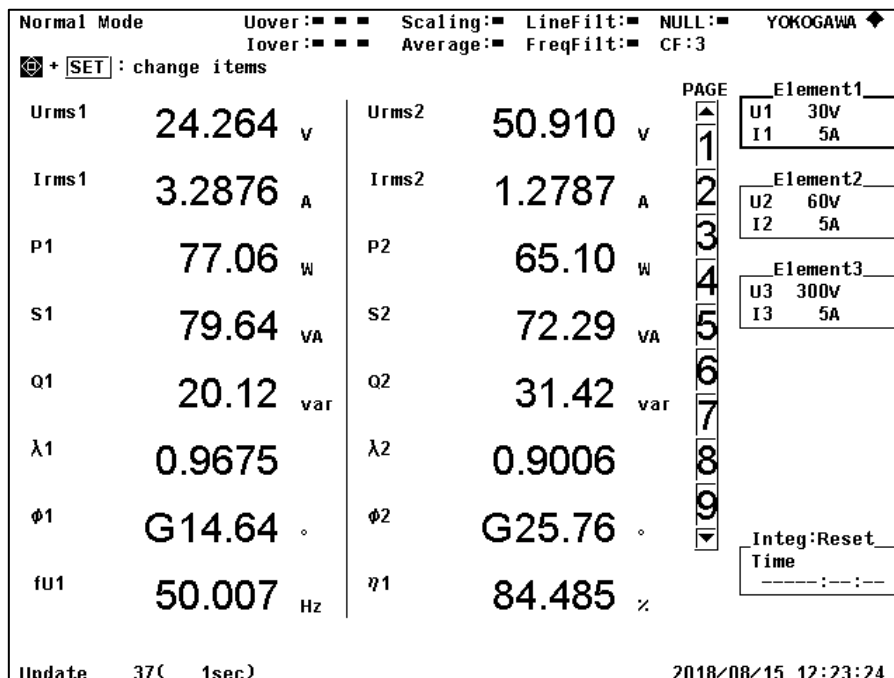 Normal Mode Uover:= = = Scaling:= LineFilt:= NULL:= YOKOGAWA
Iover:= = = Average:= FreqFilt:= CF:3
+ SET : change items
PAGE
Urms1 24.264 V Urms2 50.910 V
Irms1 3.2876 A Irms2 1.2787 A
P1 77.06 W P2 65.10 W
S1 79.64 VA S2 72.29 VA
Q1 20.12 var Q2 31.42 var
λ1 0.9675 λ2 0.9006
φ1 G14.64 ° φ2 G25.76 °
fU1 50.007 Hz η1 84.485 %
1
2
3
4
5
6
7
8
9
Element1
U1 30V
I1 5A
Element2
U2 60V
I2 5A
Element3
U3 300V
I3 5A
Integ:Reset
Time
-----:--:--
Update 37( 1sec) 2018/08/15 12:23:24